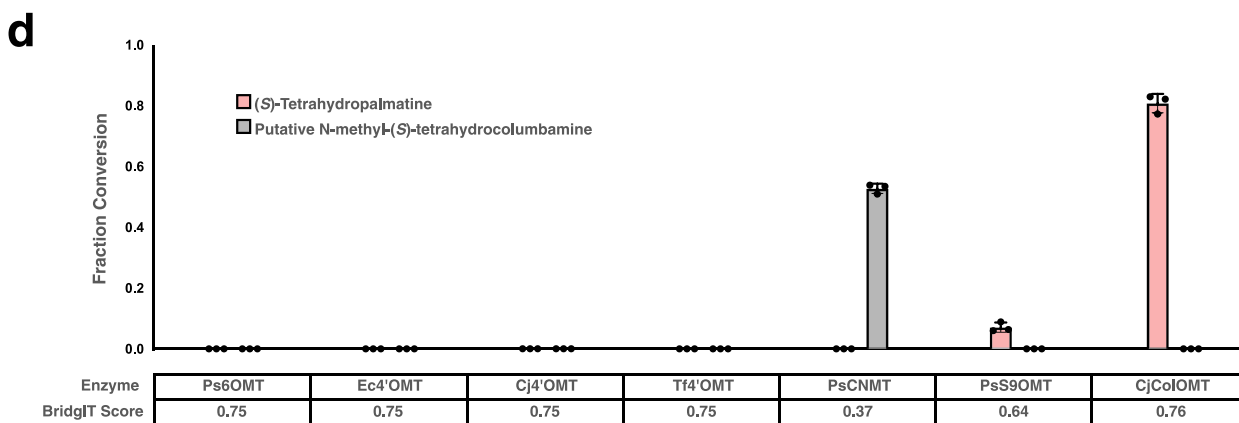 d
1.0
0.8
0.6
0.4
0.2
0.0
Fraction Conversion
(S)-Tetrahydropalmatine
Putative N-methyl-(S)-tetrahydrocolumbamine
Enzyme Ps6OMT Ec4'OMT Cj4'OMT Tf4'OMT PsCNMT PsS9OMT CjColOMT
BridgIT Score 0.75 0.75 0.75 0.75 0.37 0.64 0.76